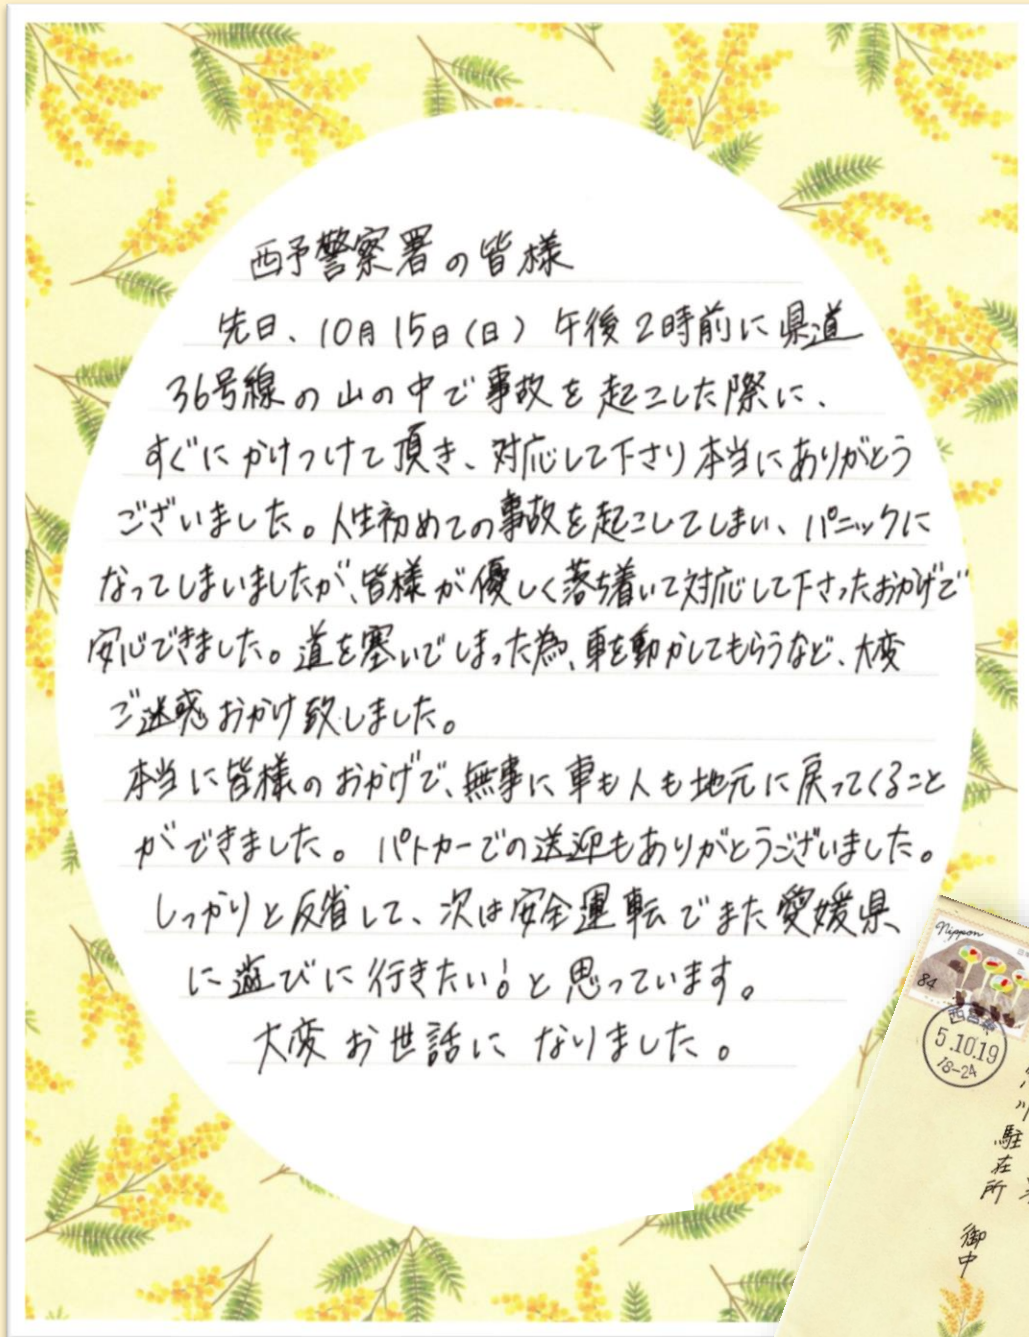 西予警察署の皆様
先日、10月15日(日) 午後2時前に県道
36号線の山の中で事故を起こした際に、
すぐにかけつけて頂き、対応して下さり本当にありがとう
ございました。人生初めての事故を起こしてしまい、パニックに
なってしまいましたが、皆様が優しく落ち着いて対応して下さったおかげで
安心できました。道を塞いでしまった為、車を動かしてもらうなど、大変
ご迷惑おかけ致しました。
本当に皆様のおかげで、無事に車も人も地元に戻ってくること
ができました。パトカーでの送迎もありがとうございました。
しっかりと反省して、次は安全運転でまた愛媛県
に遊びに行きたい!と思っています。
大変お世話になりました。
Nippon
84
西宮
5.10.19
18-24
川駐在所
御中